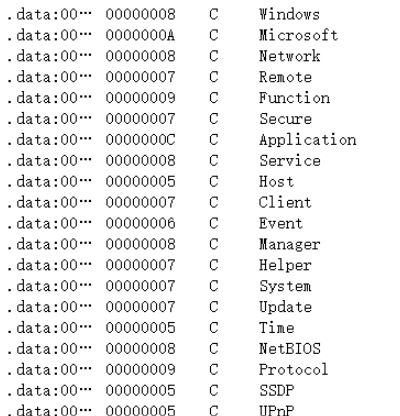 .data:00… 00000008 C Windows
.data:00… 0000000A C Microsoft
.data:00… 00000008 C Network
.data:00… 00000007 C Remote
.data:00… 00000009 C Function
.data:00… 00000007 C Secure
.data:00… 0000000C C Application
.data:00… 00000008 C Service
.data:00… 00000005 C Host
.data:00… 00000007 C Client
.data:00… 00000006 C Event
.data:00… 00000008 C Manager
.data:00… 00000007 C Helper
.data:00… 00000007 C System
.data:00… 00000007 C Update
.data:00… 00000005 C Time
.data:00… 00000008 C NetBIOS
.data:00… 00000009 C Protocol
.data:00… 00000005 C SSDP
.data:00… 00000005 C UPnP